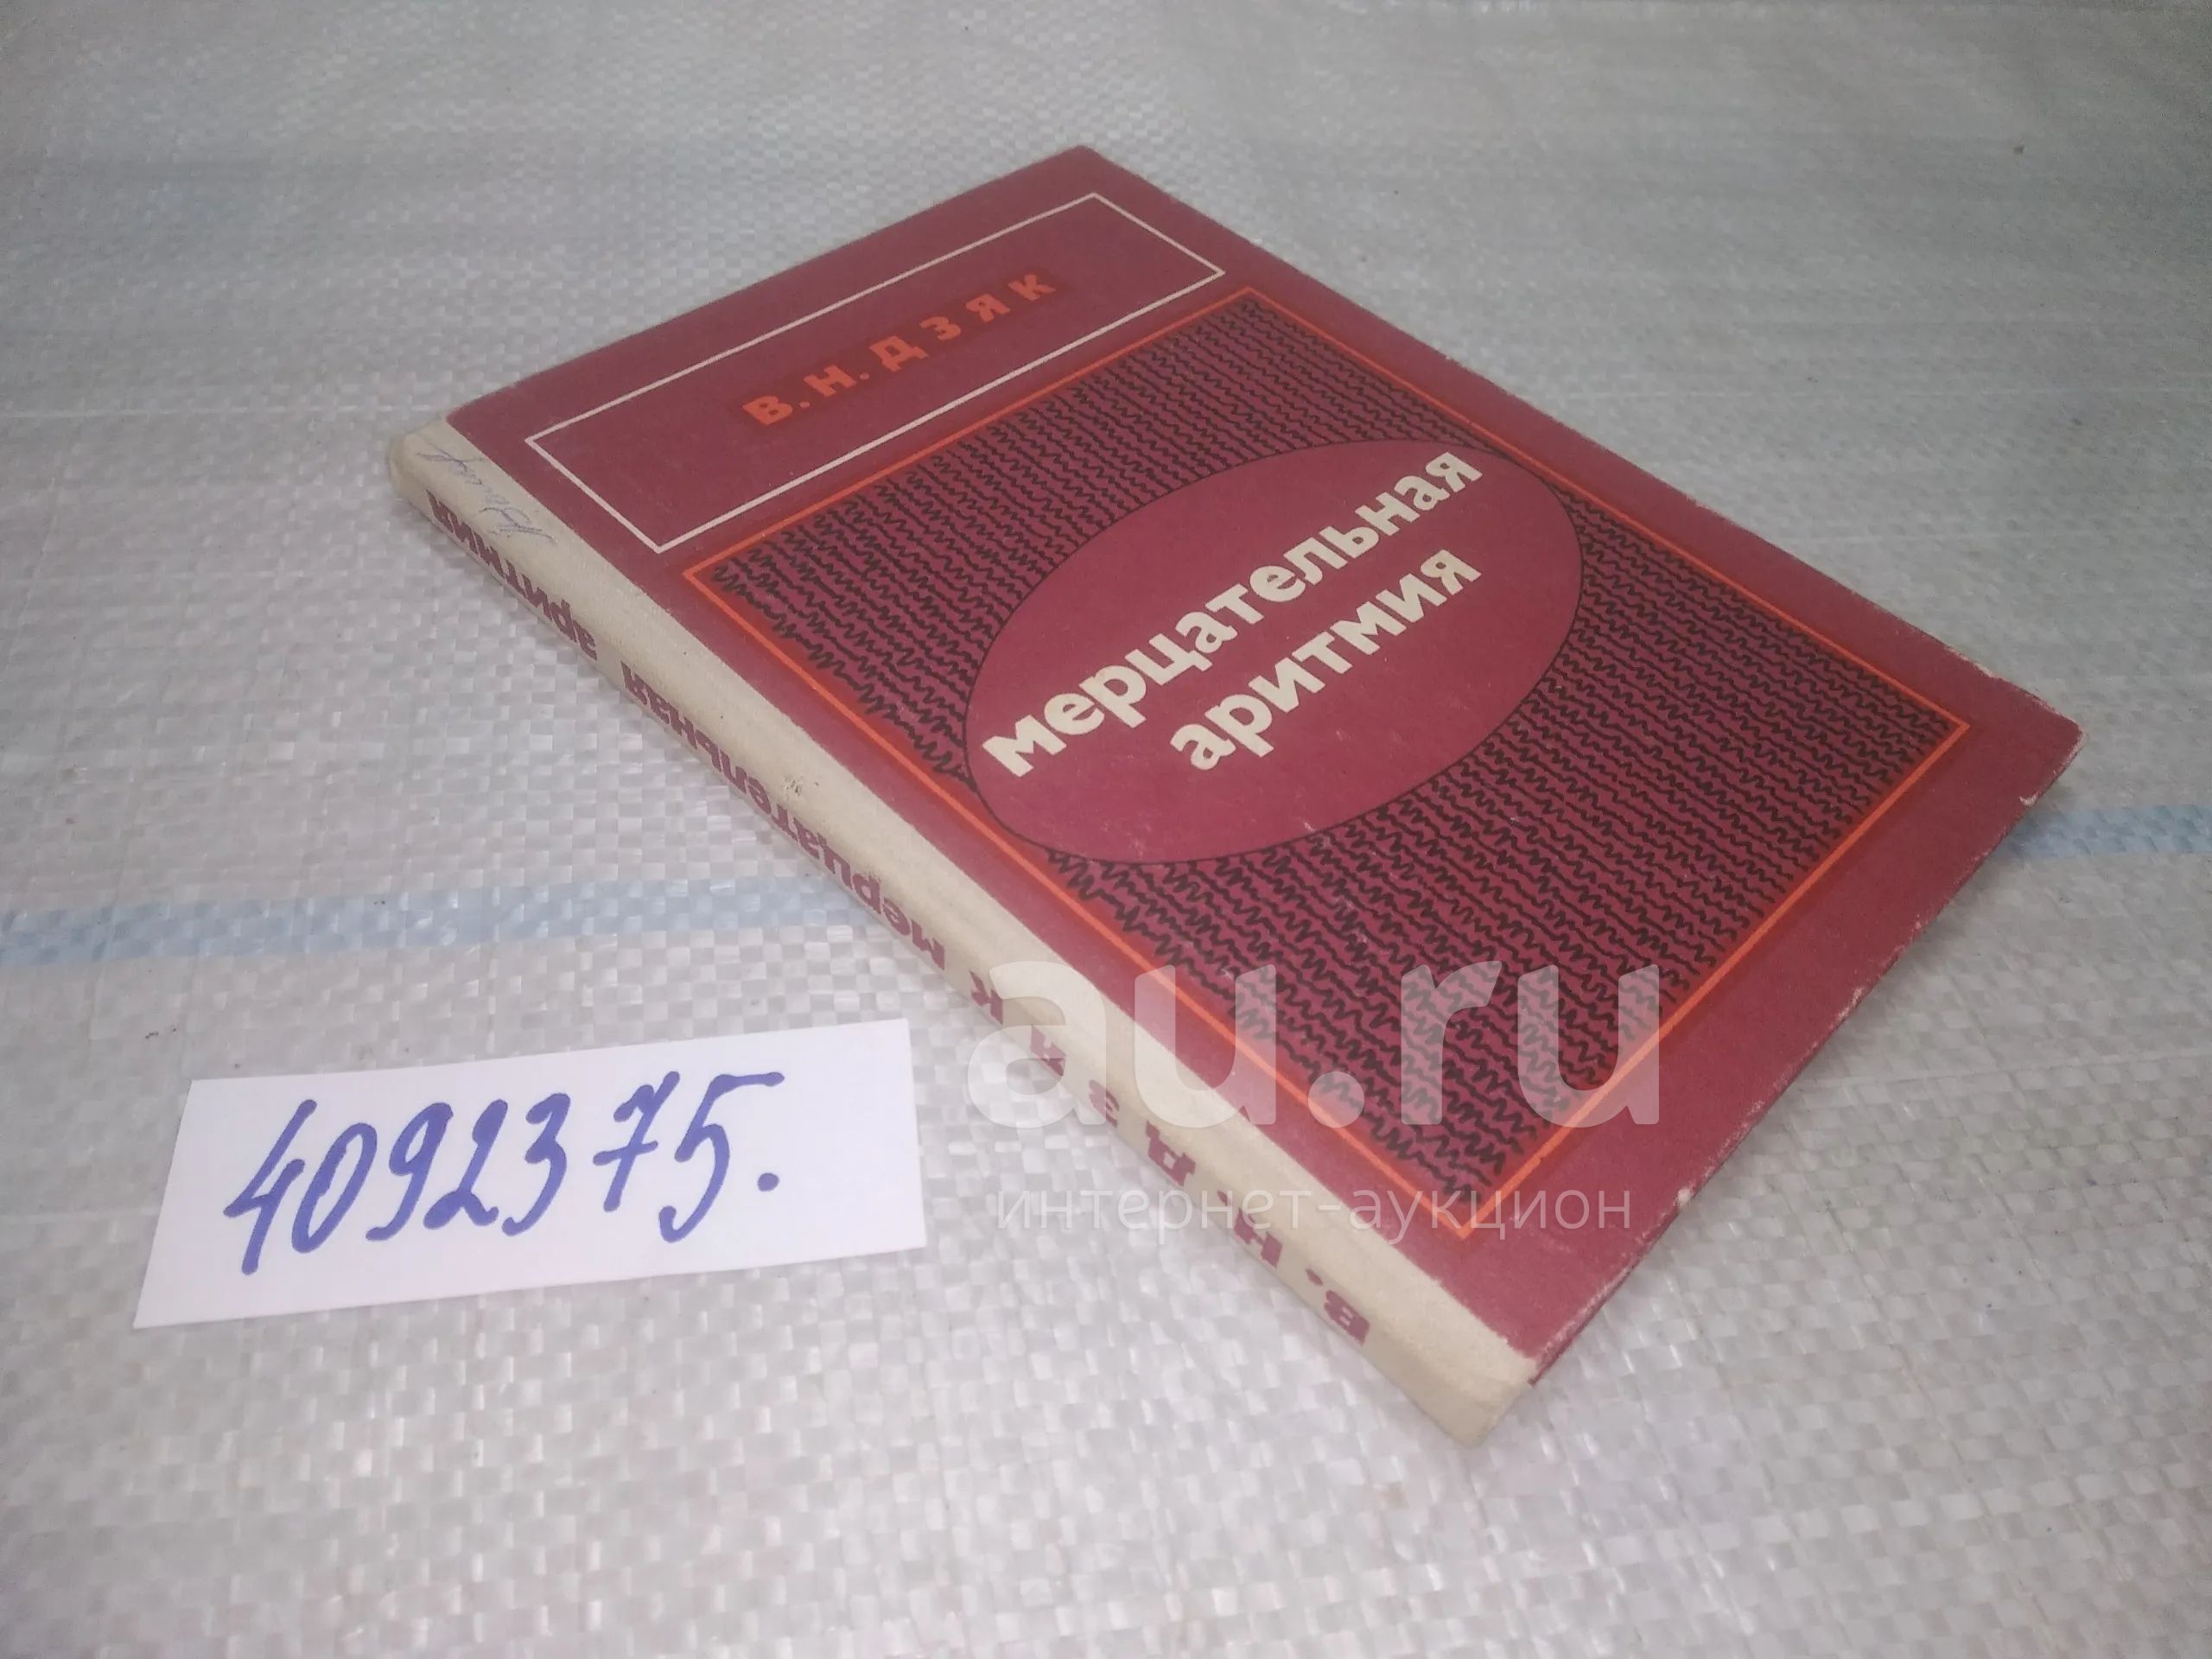 В. Н. ДЗЯК
мерцательная
аритмия
В. Н. ДЗЯК мерцательная аритмия
4092375.
au.ru
интернет-аукцион